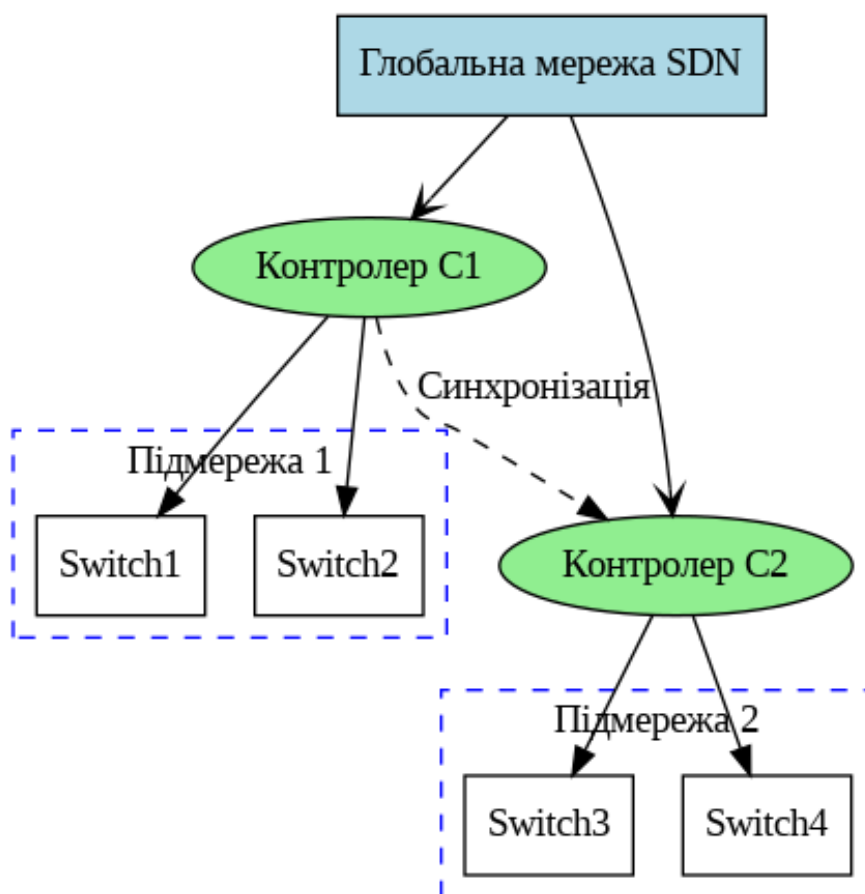 Глобальна мережа SDN
Контролер C1
Синхронізація
Підмережа 1
Switch1
Switch2
Контролер C2
Підмережа 2
Switch3
Switch4